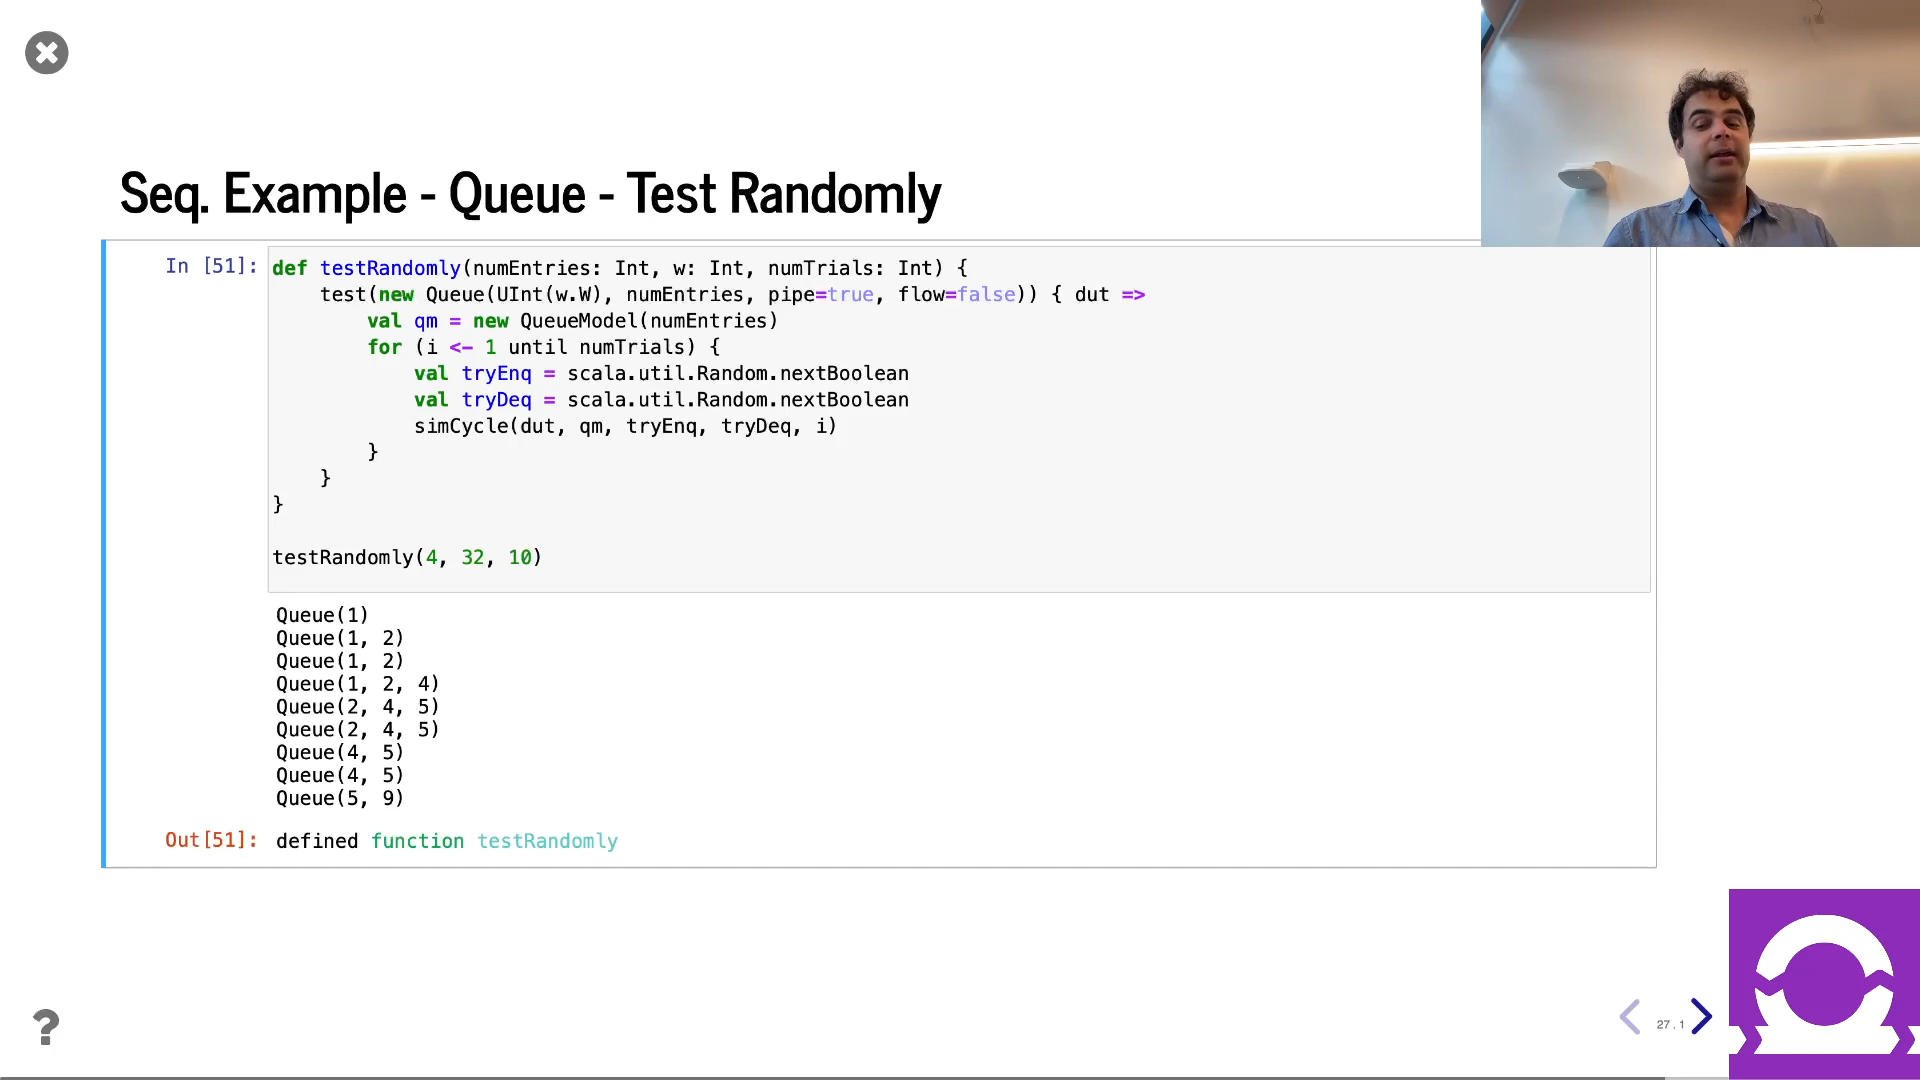 Seq. Example - Queue - Test Randomly
In [51]: def testRandomly(numEntries: Int, w: Int, numTrials: Int) {
    test(new Queue(UInt(w.W), numEntries, pipe=true, flow=false)) { dut =>
        val qm = new QueueModel(numEntries)
        for (i <- 1 until numTrials) {
            val tryEnq = scala.util.Random.nextBoolean
            val tryDeq = scala.util.Random.nextBoolean
            simCycle(dut, qm, tryEnq, tryDeq, i)
        }
    }
}
testRandomly(4, 32, 10)
Queue(1)
Queue(1, 2)
Queue(1, 2)
Queue(1, 2, 4)
Queue(2, 4, 5)
Queue(2, 4, 5)
Queue(4, 5)
Queue(4, 5)
Queue(5, 9)
Out[51]: defined function testRandomly
?
27.1